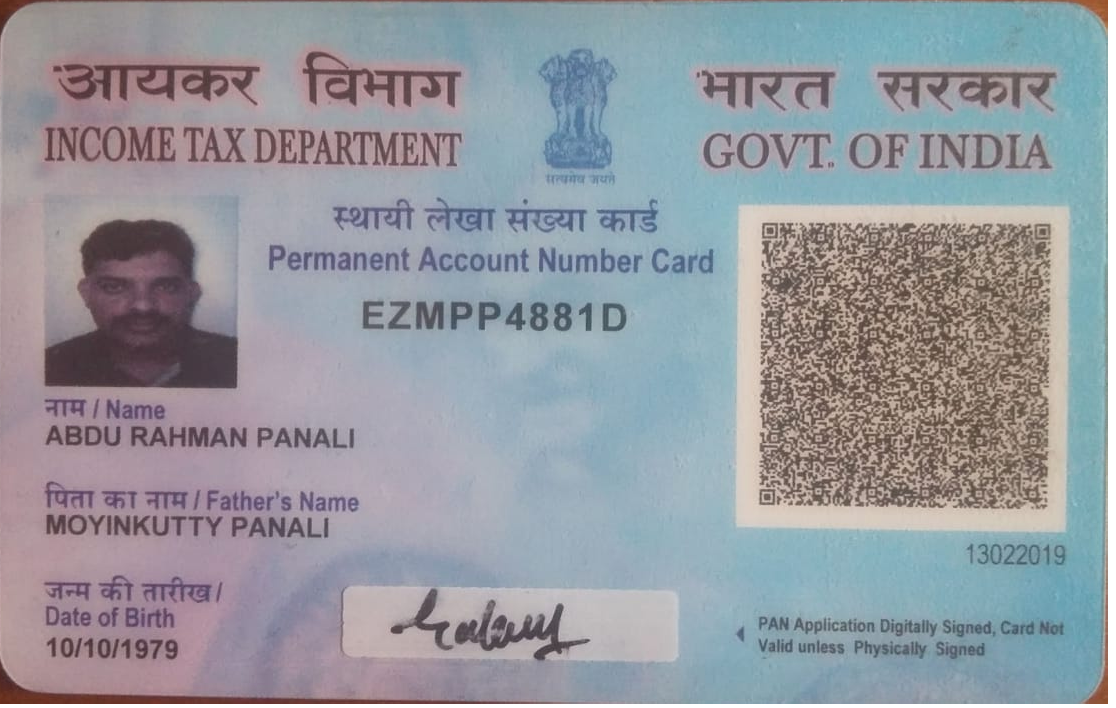 आयकर विभाग
INCOME TAX DEPARTMENT
सत्यमेव जयते
भारत सरकार
GOVT. OF INDIA
स्थायी लेखा संख्या कार्ड
Permanent Account Number Card
EZMPP4881D
नाम / Name
ABDU RAHMAN PANALI
पिता का नाम / Father's Name
MOYINKUTTY PANALI
जन्म की तारीख /
Date of Birth
10/10/1979
13022019
PAN Application Digitally Signed, Card Not
Valid unless Physically Signed